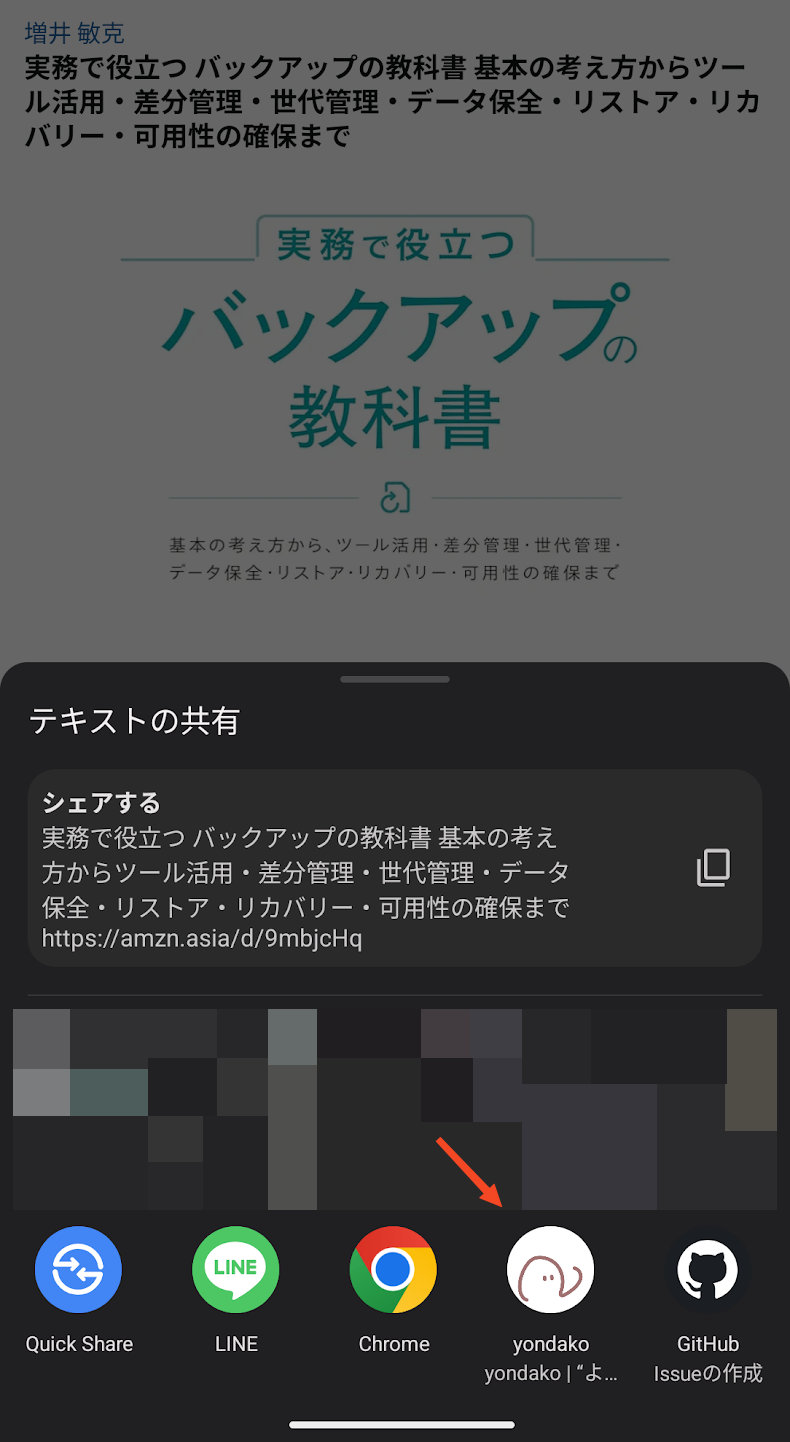 増井 敏克
実務で役立つ バックアップの教科書 基本の考え方からツー
ル活用・差分管理・世代管理・データ保全・リストア・リカ
バリー・可用性の確保まで
実務で役立つ
バックアップの
教科書
基本の考え方から、ツール活用・差分管理・世代管理・
データ保全・リストア・リカバリー・可用性の確保まで
テキストの共有
シェアする
実務で役立つ バックアップの教科書 基本の考え
方からツール活用・差分管理・世代管理・データ
保全・リストア・リカバリー・可用性の確保まで
https://amzn.asia/d/9mbjcHq
LINE
Quick Share LINE Chrome yondako GitHub
yondako | “よ... Issueの作成